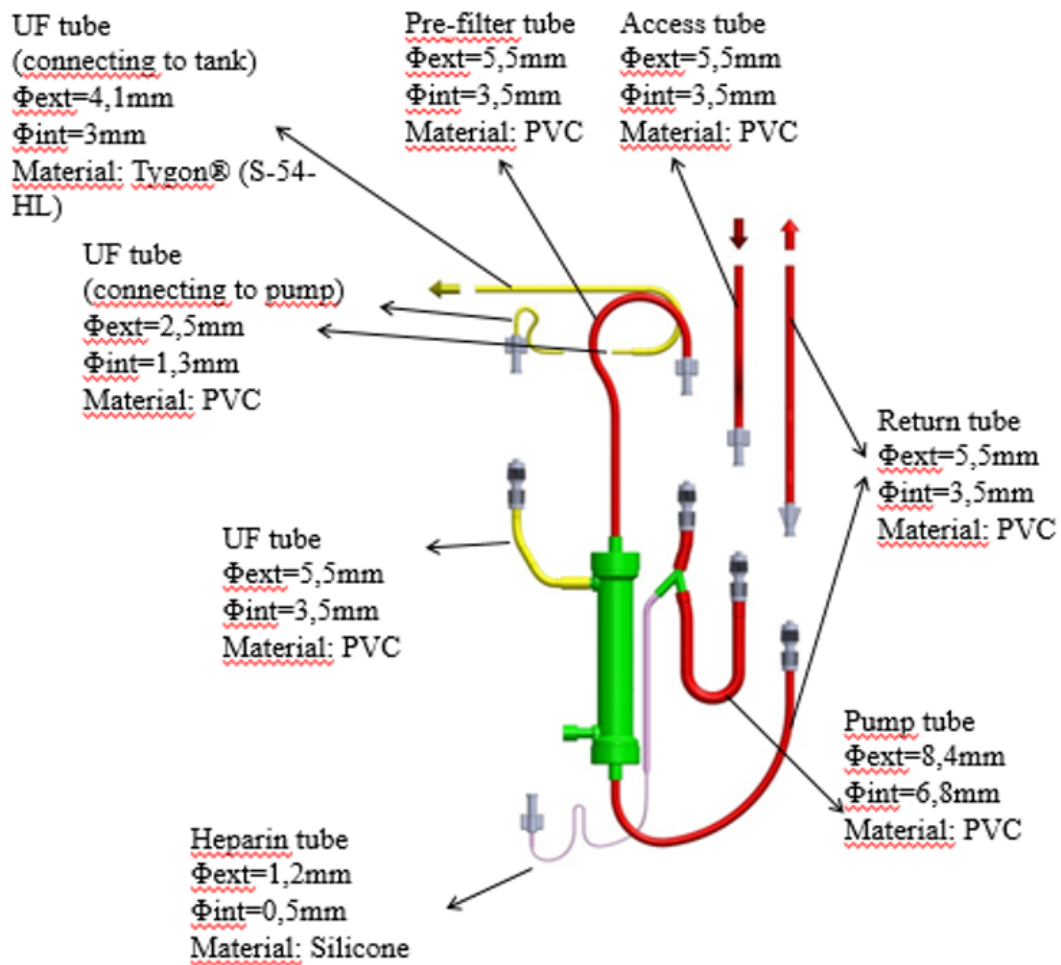 UF tube
(connecting to tank)
Φext=4,1mm
Φint=3mm
Material: Tygon® (S-54-
HL)
Pre-filter tube
Φext=5,5mm
Φint=3,5mm
Material: PVC
Access tube
Φext=5,5mm
Φint=3,5mm
Material: PVC
UF tube
(connecting to pump)
Φext=2,5mm
Φint=1,3mm
Material: PVC
Return tube
Φext=5,5mm
Φint=3,5mm
Material: PVC
UF tube
Φext=5,5mm
Φint=3,5mm
Material: PVC
Pump tube
Φext=8,4mm
Φint=6,8mm
Material: PVC
Heparin tube
Φext=1,2mm
Φint=0,5mm
Material: Silicone